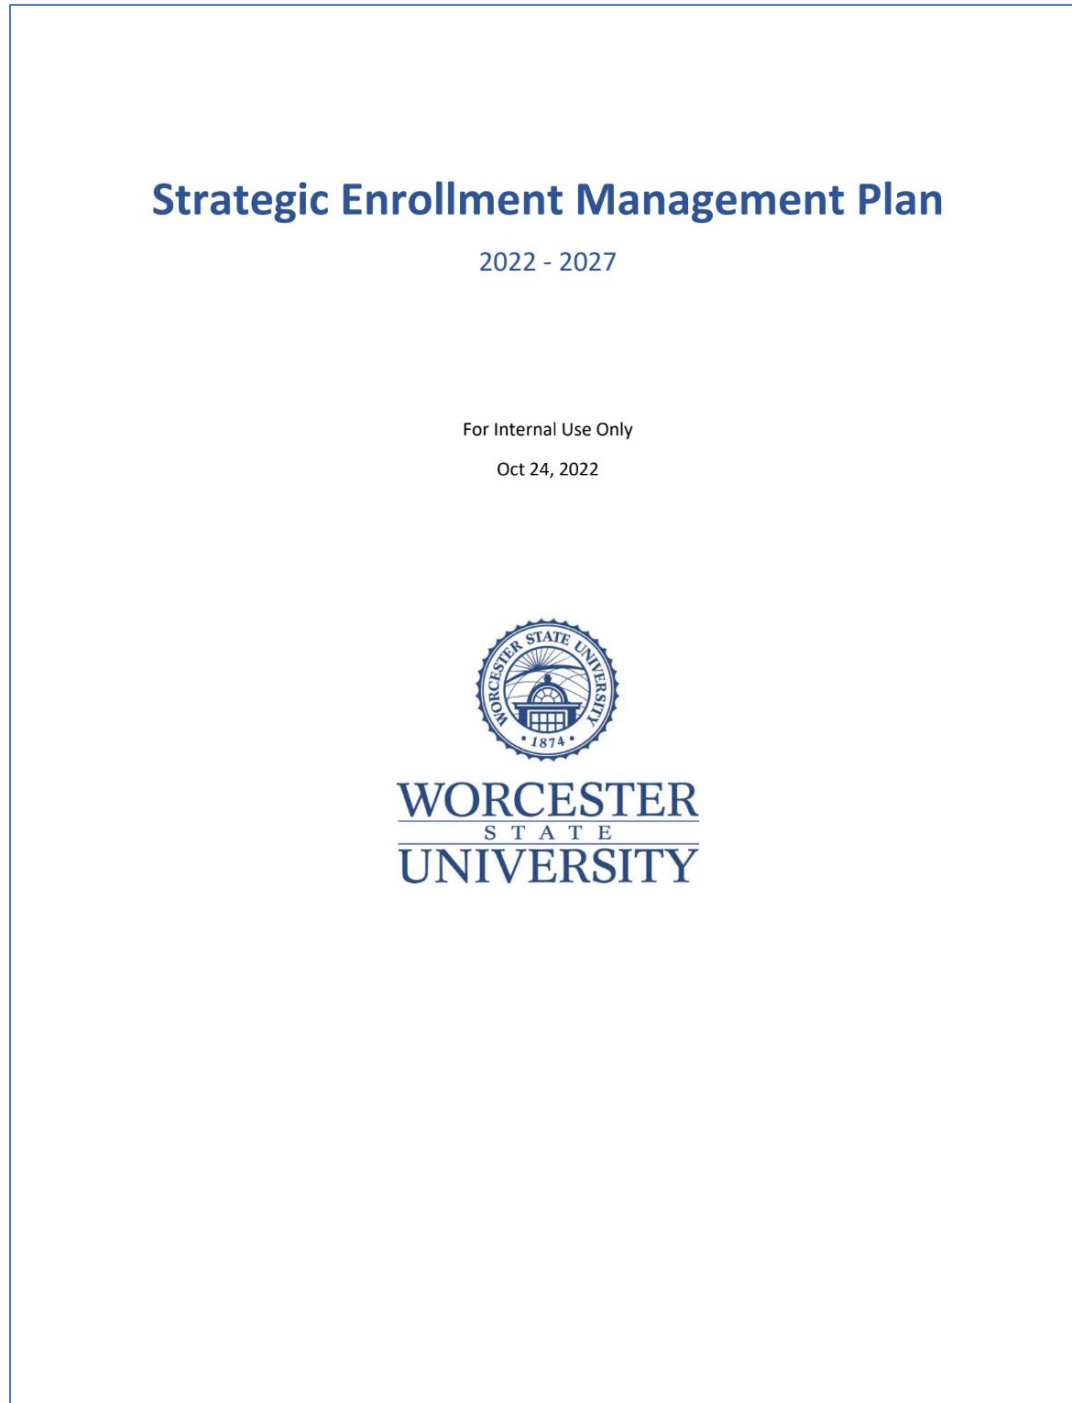 Strategic Enrollment Management Plan
2022 - 2027
For Internal Use Only
Oct 24, 2022
WORCESTER STATE UNIVERSITY
• 1874 •
WORCESTER
STATE
UNIVERSITY